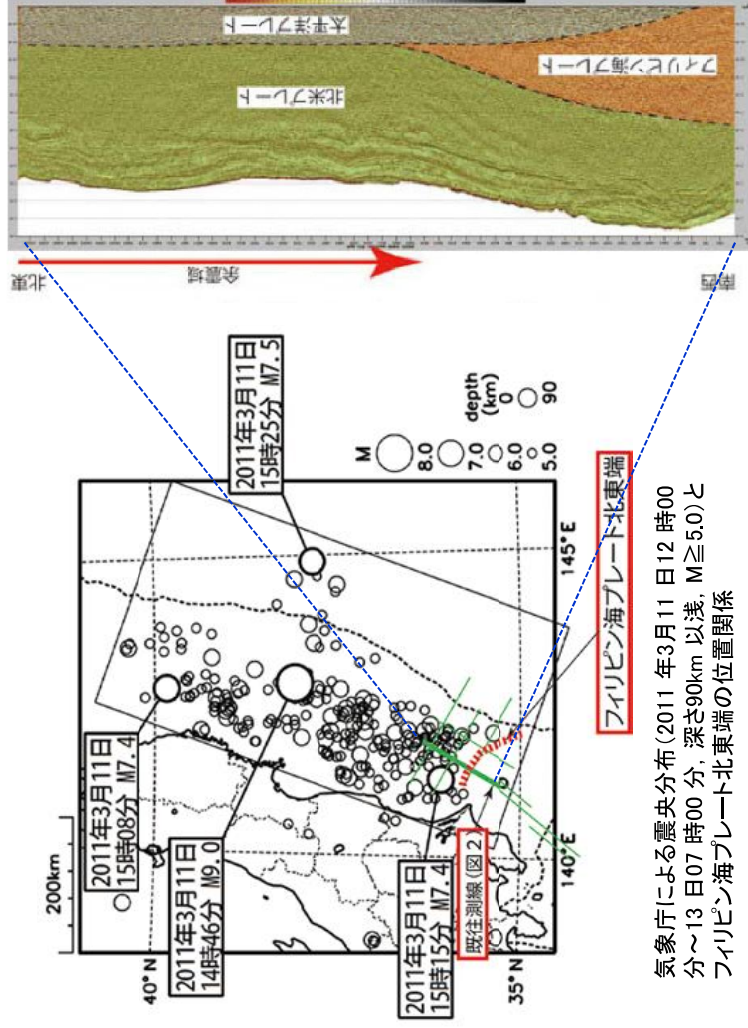 200km
40°N
35°N
140°E
145°E
2011年3月11日
15時08分 M7.4
2011年3月11日
14時46分 M9.0
2011年3月11日
15時15分 M7.4
2011年3月11日
15時25分 M7.5
既往測線(図2
M
8.0
7.0
6.0
5.0
depth
(km)
0
90
フィリピン海プレート北東端
気象庁による震央分布(2011 年3月11 日12 時00
分～13 日07 時00 分, 深さ90km 以浅, M≧5.0)と
フィリピン海プレート北東端の位置関係
北東
余震域
南西
北米プレート
太平洋プレート
フィリピン海プレート